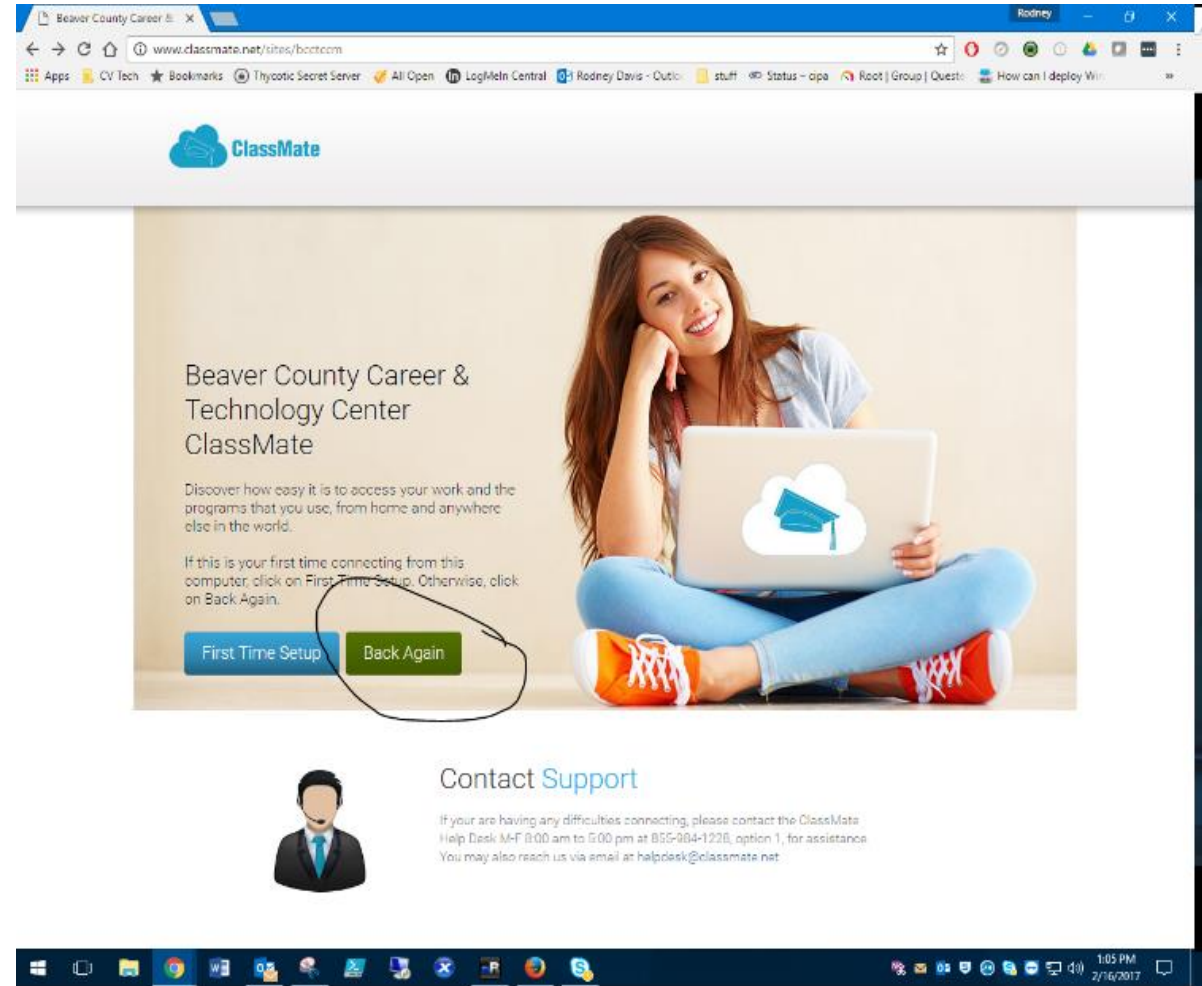 Beaver County Career &
Rodney
www.classmate.net/sites/bcctccm
Apps CV Tech Bookmarks Thycotic Secret Server All Open LogMeIn Central Rodney Davis - Outlo stuff Status – cipa Root | Group | Questo How can I deploy Win »
ClassMate
Beaver County Career &
Technology Center
ClassMate
Discover how easy it is to access your work and the
programs that you use, from home and anywhere
else in the world.
If this is your first time connecting from this
computer, click on First Time Setup. Otherwise, click
on Back Again.
First Time Setup Back Again
Contact Support
If your are having any difficulties connecting, please contact the ClassMate
Help Desk M-F 8:00 am to 5:00 pm at 855-984-1228, option 1, for assistance
You may also reach us via email at helpdesk@classmate.net
1:05 PM
2/16/2017